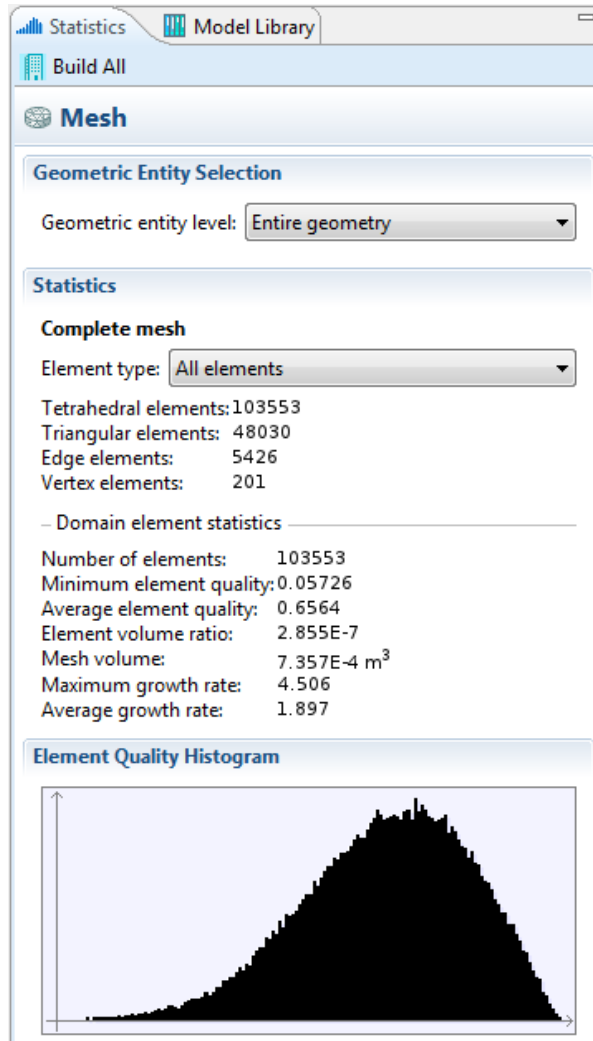 Statistics Model Library
Build All
Mesh
Geometric Entity Selection
Geometric entity level: Entire geometry
Statistics
Complete mesh
Element type: All elements
Tetrahedral elements: 103553
Triangular elements: 48030
Edge elements: 5426
Vertex elements: 201
Domain element statistics
Number of elements: 103553
Minimum element quality: 0.05726
Average element quality: 0.6564
Element volume ratio: 2.855E-7
Mesh volume: 7.357E-4 m³
Maximum growth rate: 4.506
Average growth rate: 1.897
Element Quality Histogram